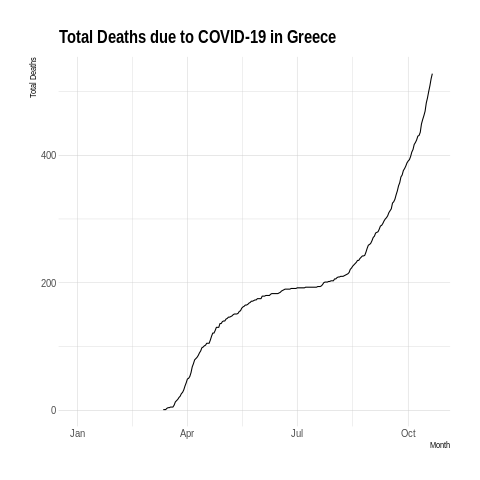 Total Deaths due to COVID-19 in Greece
Total Deaths
400
200
0
Jan
Apr
Jul
Oct
Month